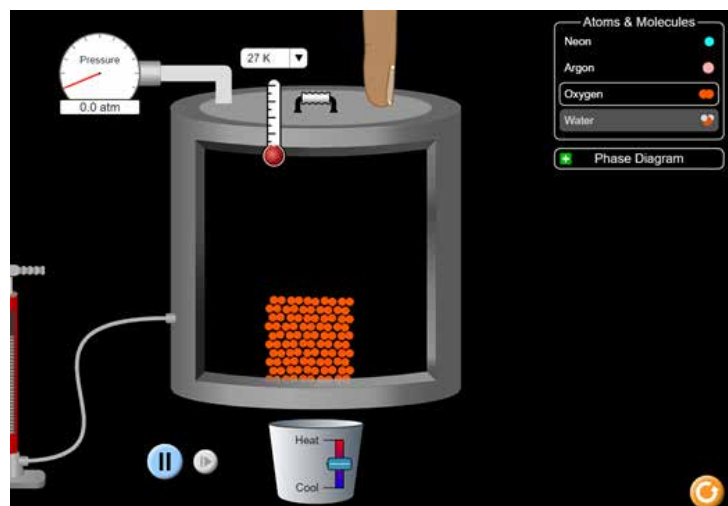 Pressure
0.0 atm
27 K
Atoms & Molecules
Neon
Argon
Oxygen
Water
Phase Diagram
Heat
Cool